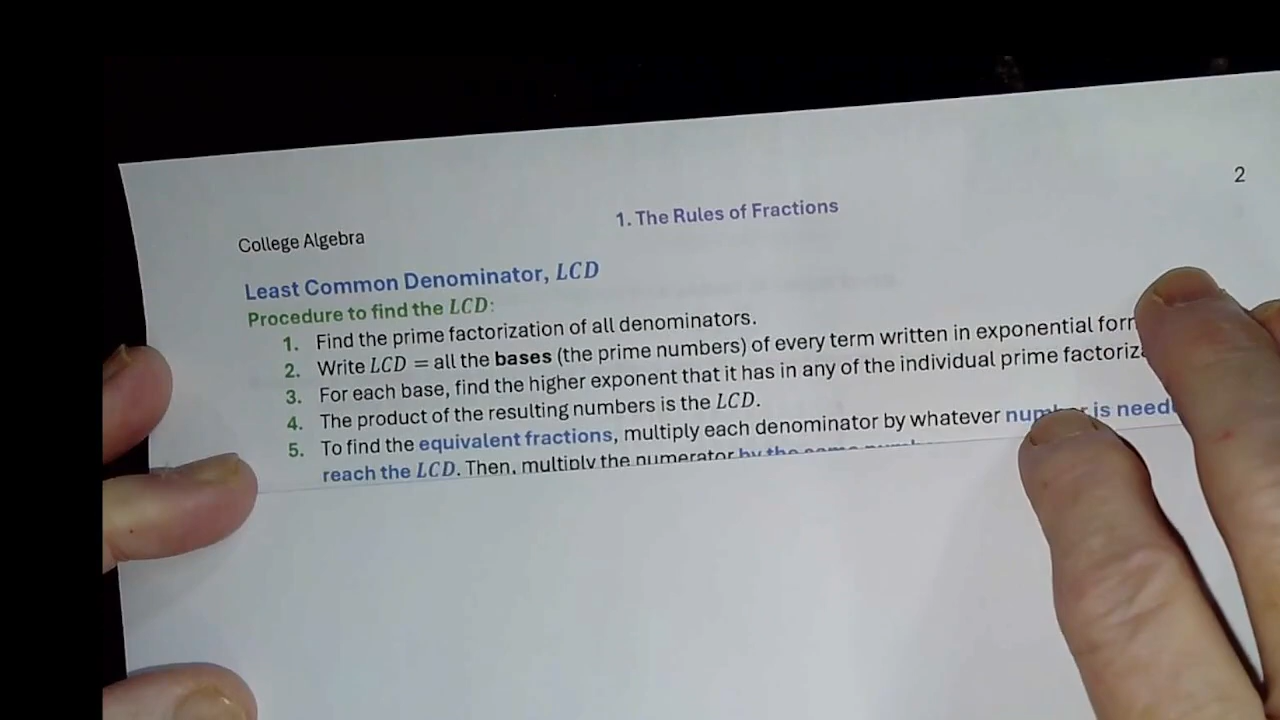 2
1. The Rules of Fractions
College Algebra
Least Common Denominator, LCD
Procedure to find the LCD:
1. Find the prime factorization of all denominators.
2. Write LCD = all the bases (the prime numbers) of every term written in exponential
3. For each base, find the higher exponent that it has in any of the individual prime
4. The product of the resulting numbers is the LCD.
5. To find the equivalent fractions, multiply each denominator by whatever number is
reach the LCD. Then, multiply the numerator by the same